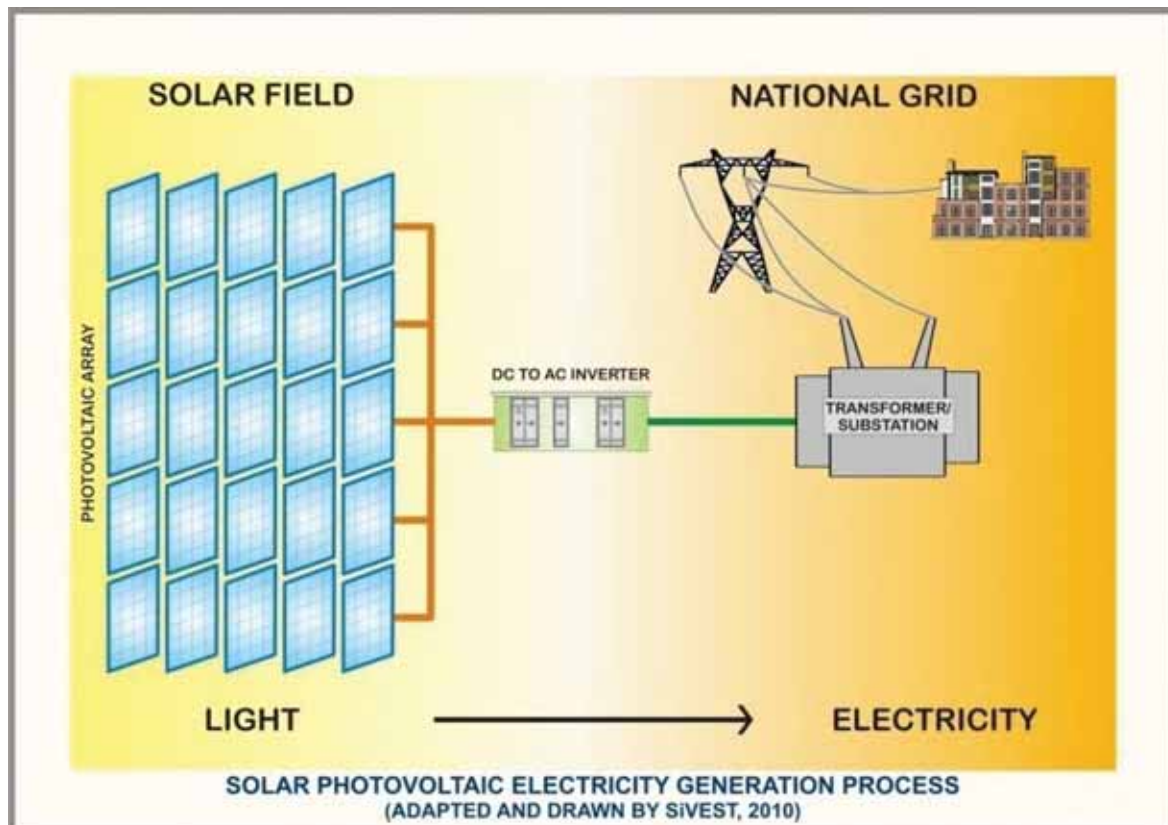 SOLAR FIELD
NATIONAL GRID
PHOTOVOLTAIC ARRAY
DC TO AC INVERTER
TRANSFORMER/
SUBSTATION
LIGHT
ELECTRICITY
SOLAR PHOTOVOLTAIC ELECTRICITY GENERATION PROCESS
(ADAPTED AND DRAWN BY SiVEST, 2010)